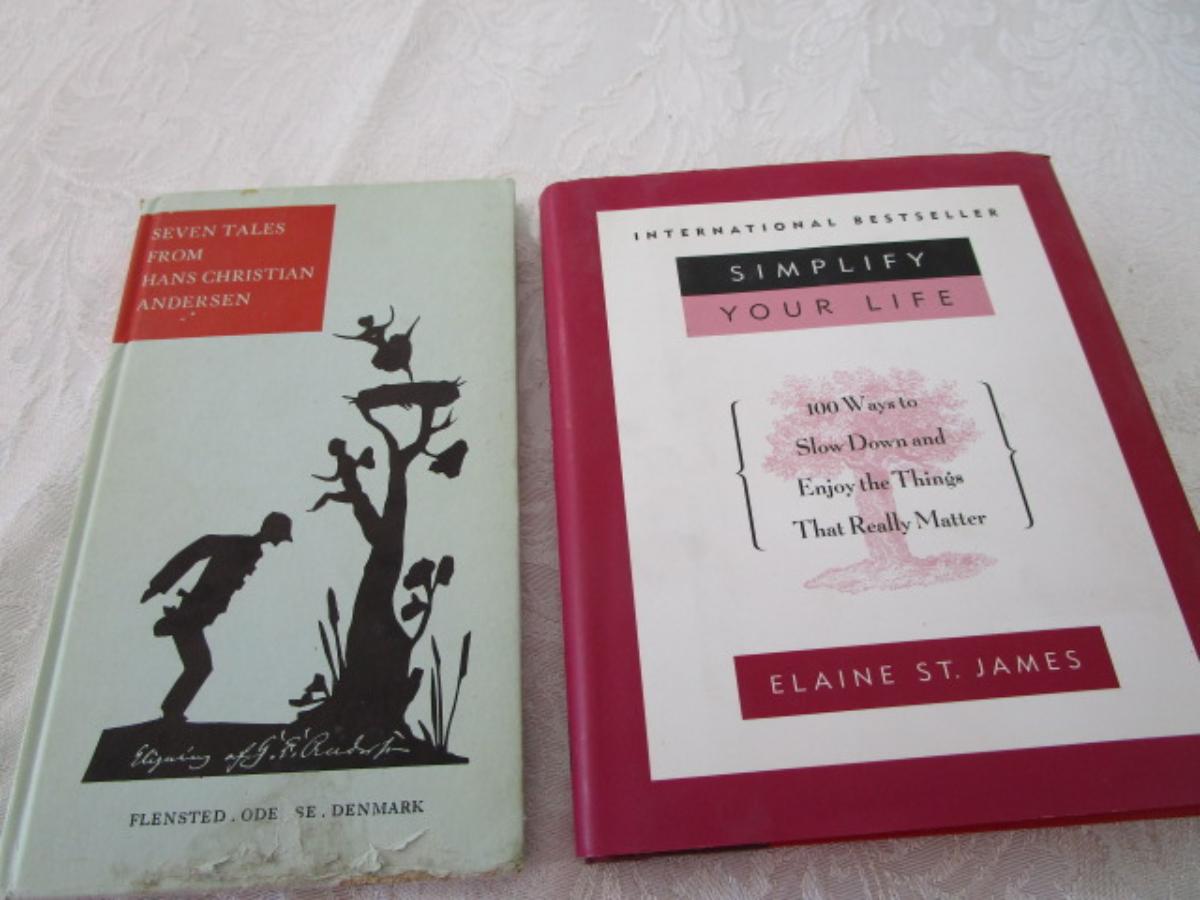 SEVEN TALES
FROM
HANS CHRISTIAN
ANDERSEN
FLENSTED . ODE SE . DENMARK
INTERNATIONAL BESTSELLER
SIMPLIFY
YOUR LIFE
100 Ways to
Slow Down and
Enjoy the Things
That Really Matter
ELAINE ST. JAMES